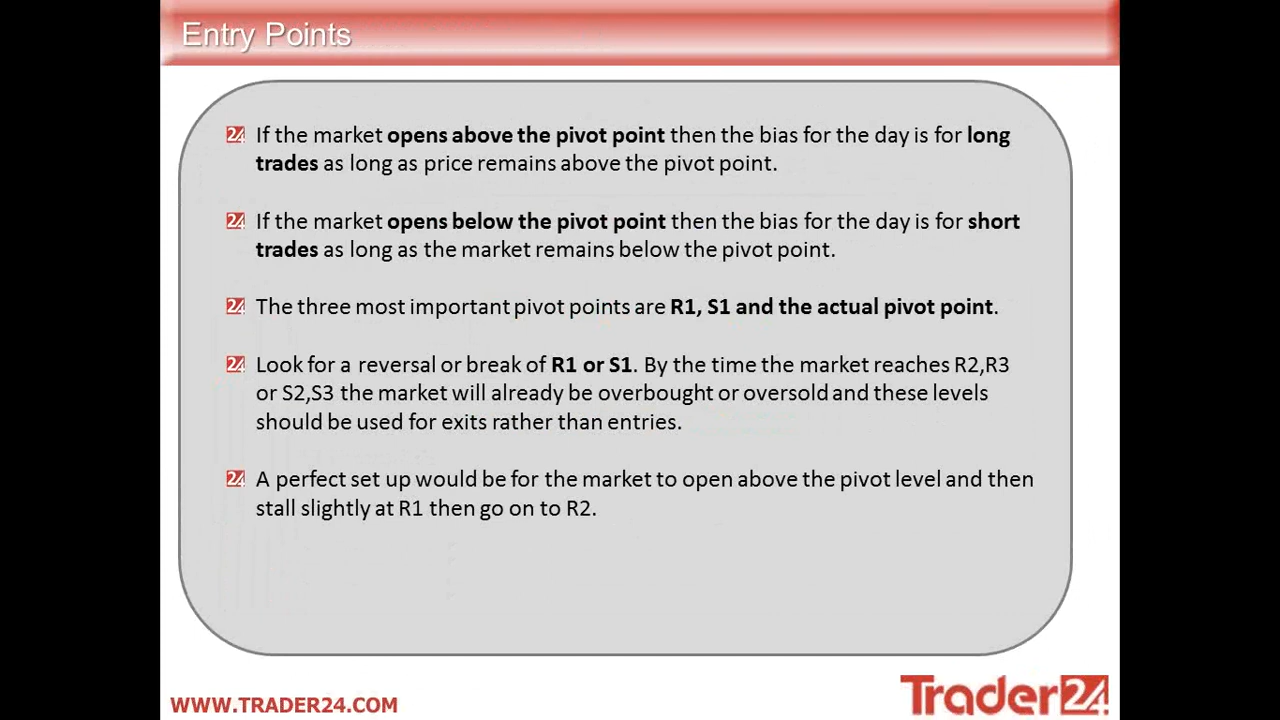 Entry Points
If the market opens above the pivot point then the bias for the day is for long
trades as long as price remains above the pivot point.
If the market opens below the pivot point then the bias for the day is for short
trades as long as the market remains below the pivot point.
The three most important pivot points are R1, S1 and the actual pivot point.
Look for a reversal or break of R1 or S1. By the time the market reaches R2,R3
or S2,S3 the market will already be overbought or oversold and these levels
should be used for exits rather than entries.
A perfect set up would be for the market to open above the pivot level and then
stall slightly at R1 then go on to R2.
WWW.TRADER24.COM
Trader24